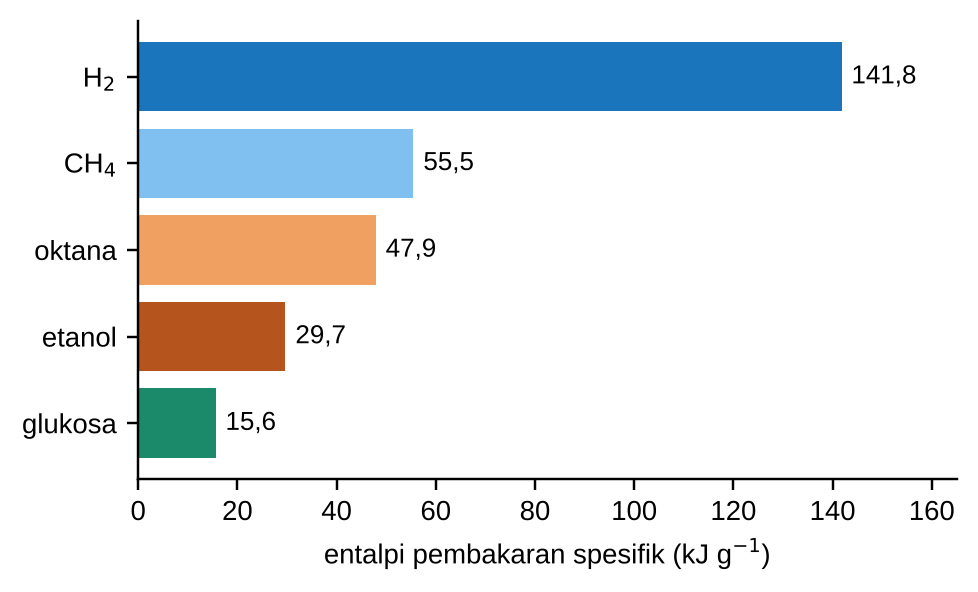 H₂ 141,8
CH₄ 55,5
oktana 47,9
etanol 29,7
glukosa 15,6
0 20 40 60 80 100 120 140 160
entalpi pembakaran spesifik (kJ g⁻¹)